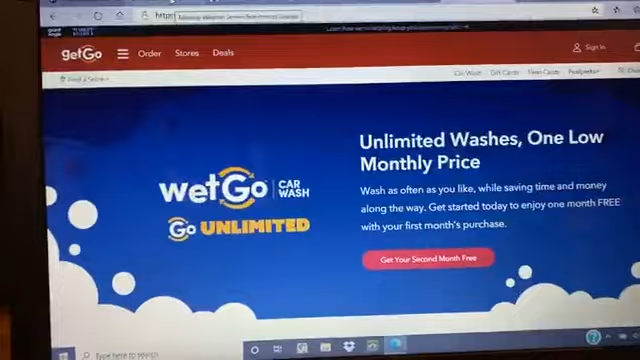 https
getGo
Order Stores Deals
Sign In
Find a Store
Car Wash Gift Cards
Unlimited Washes, One Low
Monthly Price
wetGo CAR WASH
Go UNLIMITED
Wash as often as you like, while saving time and money
along the way. Get started today to enjoy one month FREE
with your first month's purchase.
Get Your Second Month Free
Type here to search